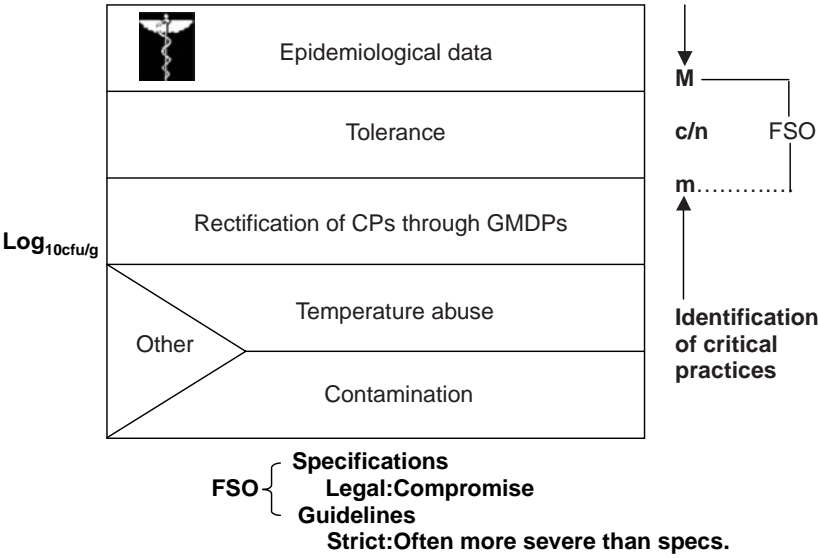 Epidemiological data
M
Tolerance
c/n
FSO
m.............
Rectification of CPs through GMDPs
Log10cfu/g
Temperature abuse
Other
Identification
of critical
practices
Contamination
FSO
Specifications
Legal:Compromise
Guidelines
Strict:Often more severe than specs.